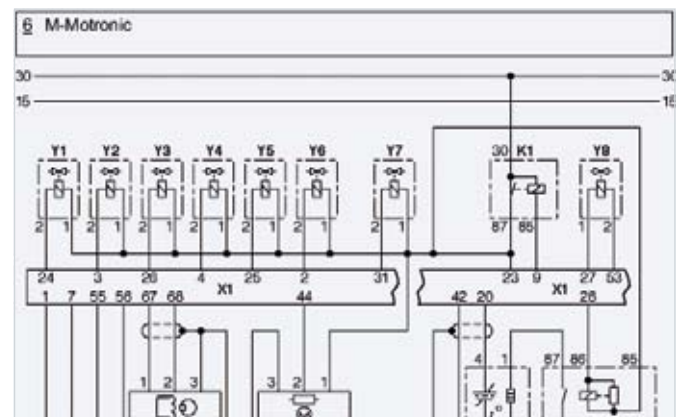 6 M-Motronic
30 30
15 15
Y1 Y2 Y3 Y4 Y5 Y6 Y7 30 K1 Y8
2 1 2 1 2 1 2 1 2 1 2 1 2 1 87 85 1 2
24 3 26 4 25 2 31 23 9 27 53
X1 X1
1 7 55 56 67 68 44 42 20 28
4 1 87 86 85
1 2 3 3 2 1